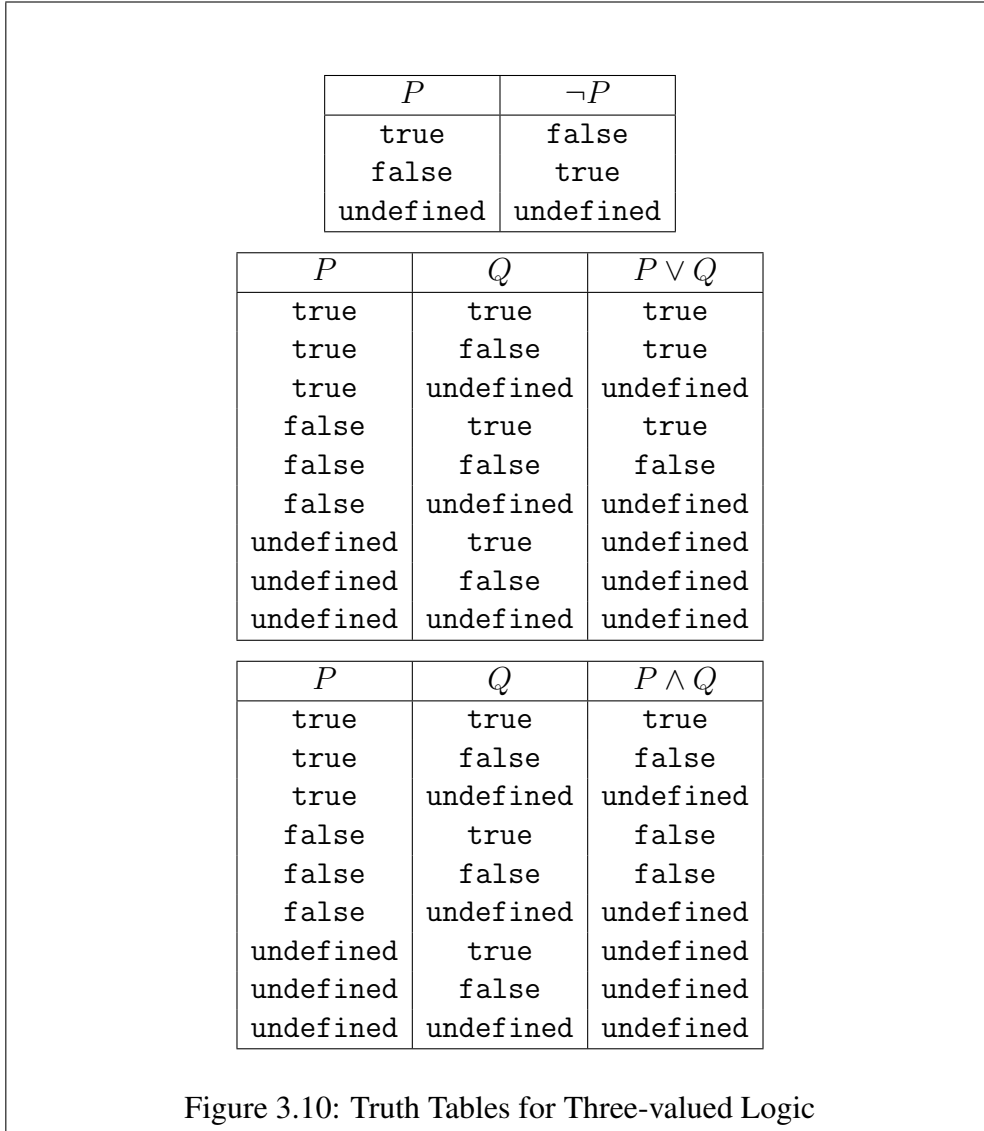 P ¬P
true false
false true
undefined undefined
P Q P ∨ Q
true true true
true false true
true undefined undefined
false true true
false false false
false undefined undefined
undefined true undefined
undefined false undefined
undefined undefined undefined
P Q P ∧ Q
true true true
true false false
true undefined undefined
false true false
false false false
false undefined undefined
undefined true undefined
undefined false undefined
undefined undefined undefined
Figure 3.10: Truth Tables for Three-valued Logic